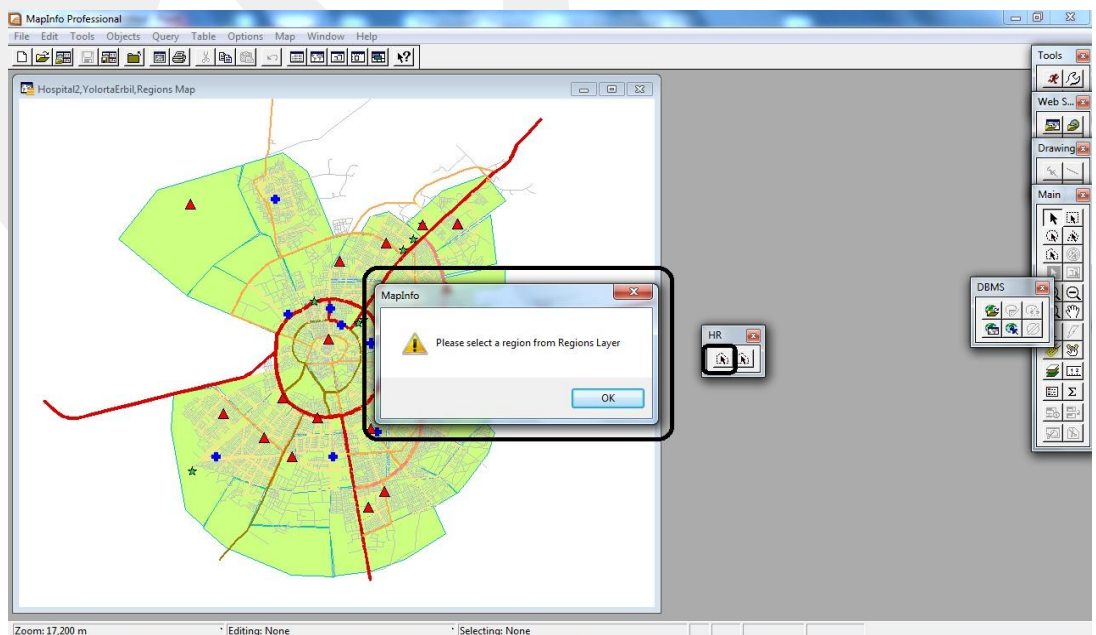 MapInfo Professional
File Edit Tools Objects Query Table Options Map Window Help
Tools
Hospital2,YolortaErbil,Regions Map
Web S...
Drawing
Main
MapInfo
DBMS
Please select a region from Regions Layer
HR
OK
Zoom: 17,200 m Editing: None Selecting: None